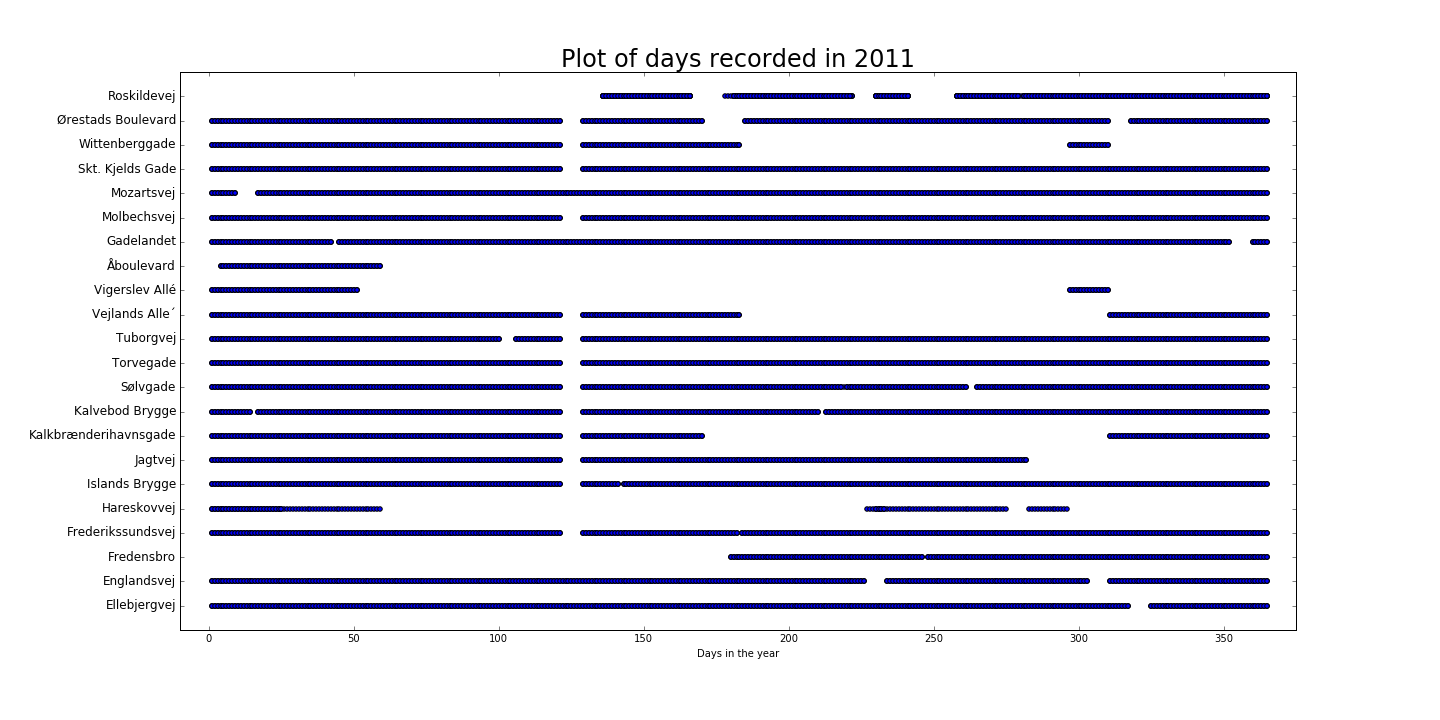 Plot of days recorded in 2011
Roskildevej
Ørestads Boulevard
Wittenberggade
Skt. Kjelds Gade
Mozartsvej
Molbechsvej
Gadelandet
Åboulevard
Vigerslev Allé
Vejlands Alle´
Tuborgvej
Torvegade
Sølvgade
Kalvebod Brygge
Kalkbrænderihavnsgade
Jagtvej
Islands Brygge
Hareskovvej
Frederikssundsvej
Fredensbro
Englandsvej
Ellebjergvej
0 50 100 150 200 250 300 350
Days in the year